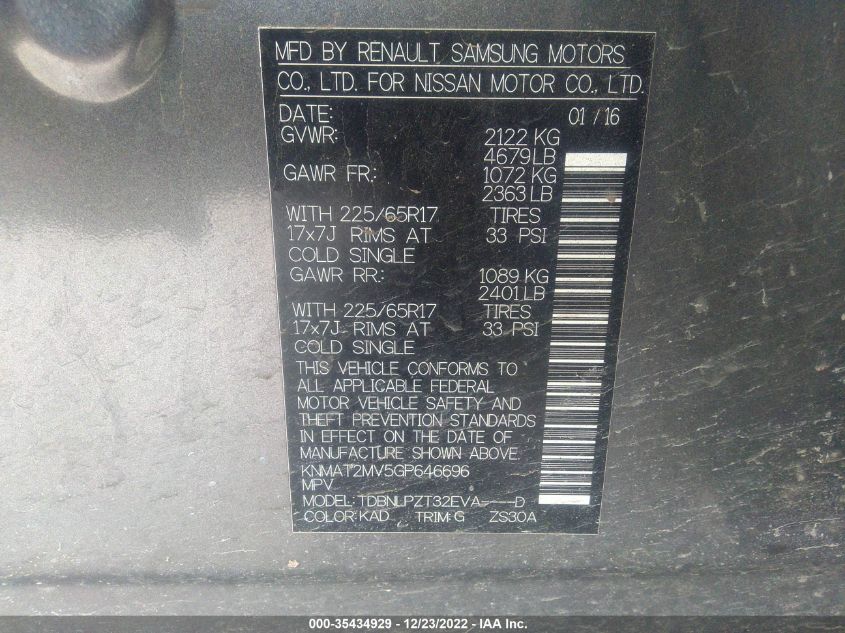 MFD BY RENAULT SAMSUNG MOTORS
CO., LTD. FOR NISSAN MOTOR CO., LTD.
DATE: 01 / 16
GVWR: 2122 KG
4679 LB
GAWR FR.: 1072 KG
2363 LB
WITH 225/65R17 TIRES
17x7J RIMS AT 33 PSI
COLD SINGLE
GAWR RR.: 1089 KG
2401 LB
WITH 225/65R17 TIRES
17x7J RIMS AT 33 PSI
COLD SINGLE
THIS VEHICLE CONFORMS TO
ALL APPLICABLE FEDERAL
MOTOR VEHICLE SAFETY AND
THEFT PREVENTION STANDARDS
IN EFFECT ON THE DATE OF
MANUFACTURE SHOWN ABOVE.
KNMAT2MV5GP646696
MPV
MODEL: TDBNLPZT32EVA----D
COLOR: KAD TRIM: G ZS30A
000-35434929 - 12/23/2022 - IAA Inc.